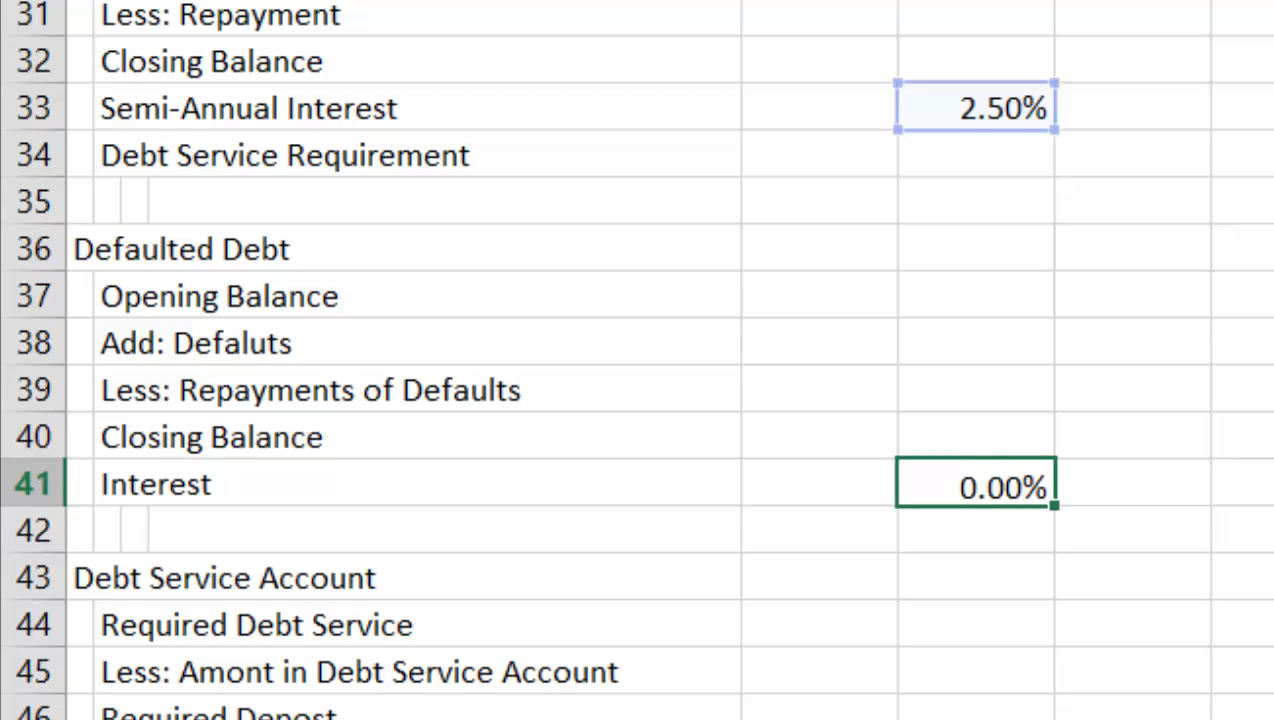 31 Less: Repayment
32 Closing Balance
33 Semi-Annual Interest 2.50%
34 Debt Service Requirement
35
36 Defaulted Debt
37 Opening Balance
38 Add: Defaluts
39 Less: Repayments of Defaults
40 Closing Balance
41 Interest 0.00%
42
43 Debt Service Account
44 Required Debt Service
45 Less: Amont in Debt Service Account
46 Required Depost